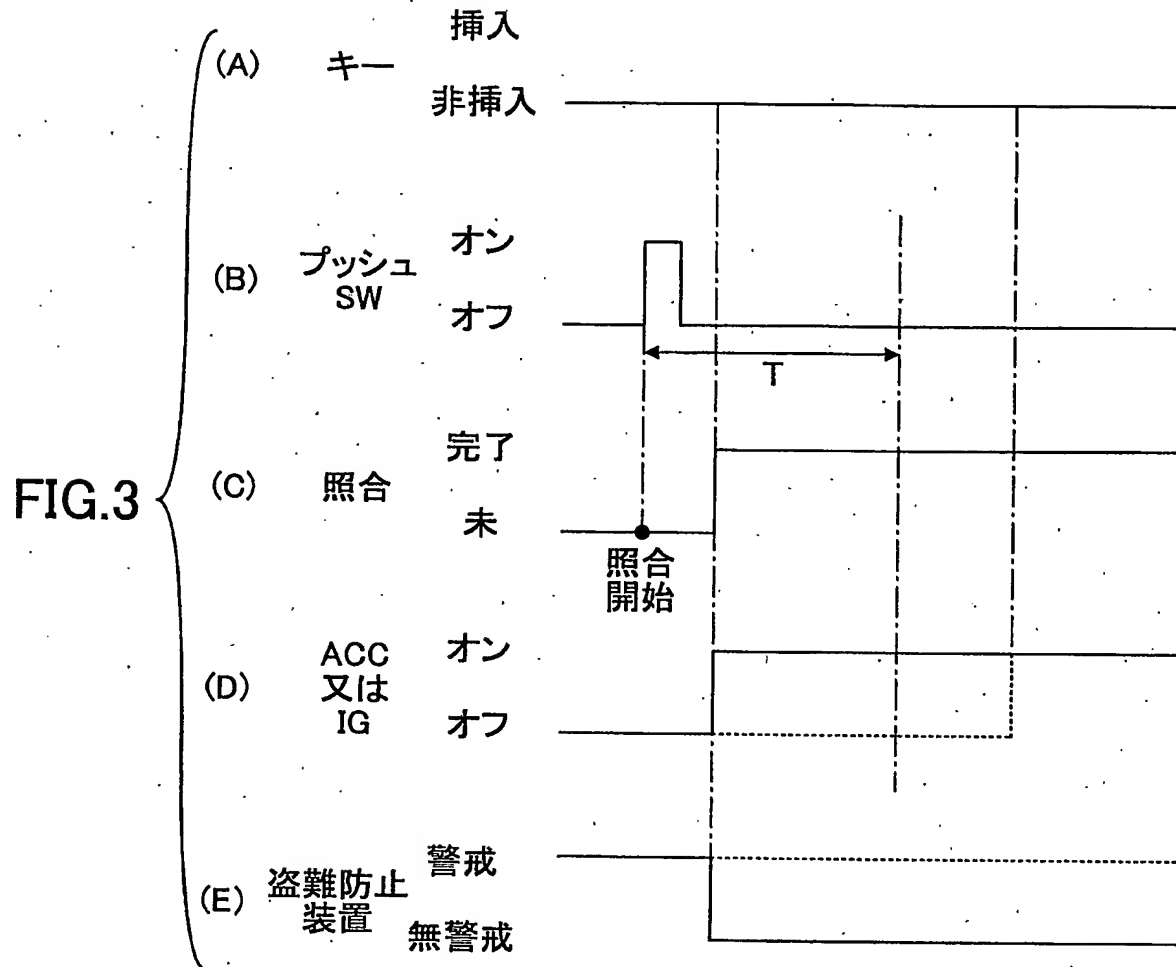 FIG.3
(A)
キー
挿入
非挿入
(B)
プッシュ
SW
オン
オフ
T
(C)
照合
完了
未
照合
開始
(D)
ACC
又は
IG
オン
オフ
(E)
盗難防止
装置
警戒
無警戒